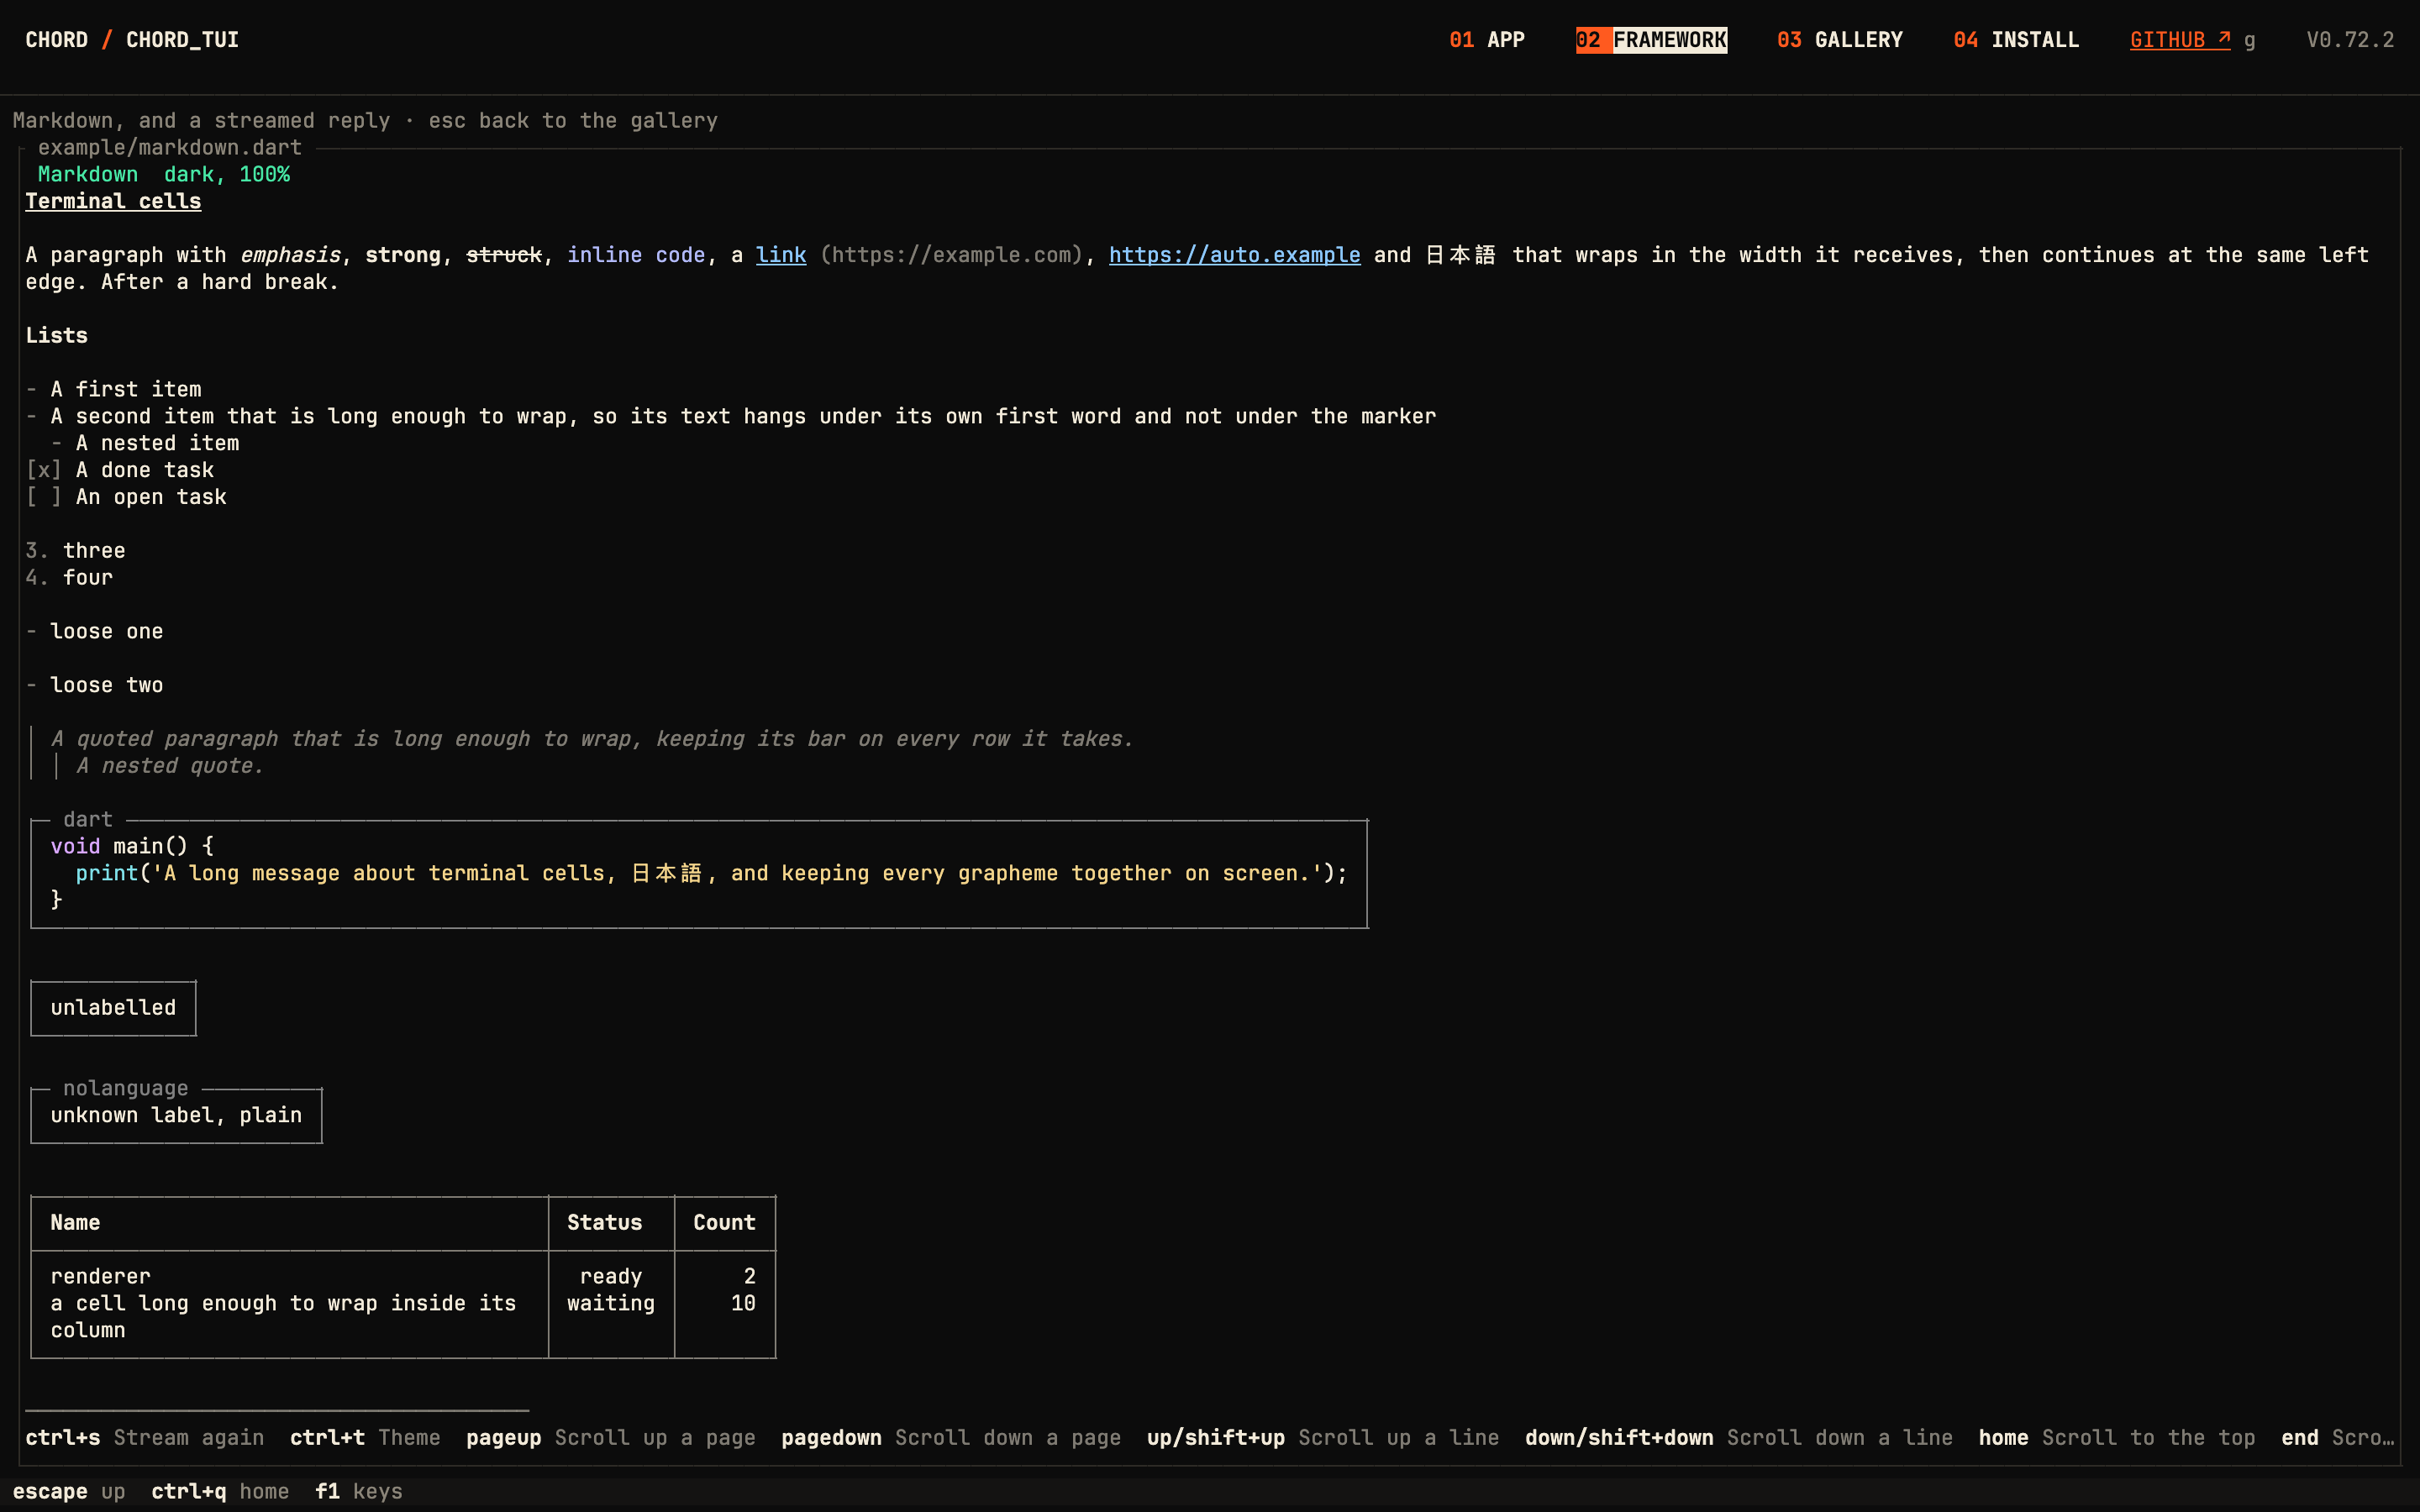 CHORD / CHORD_TUI 01 APP 02 FRAMEWORK 03 GALLERY 04 INSTALL GITHUB ↗ g V0.72.2
Markdown, and a streamed reply · esc back to the gallery
example/markdown.dart
Markdown dark, 100%
Terminal cells
A paragraph with emphasis, strong, struck, inline code, a link (https://example.com), https://auto.example and 日本語 that wraps in the width it receives, then continues at the same left
edge. After a hard break.
Lists
- A first item
- A second item that is long enough to wrap, so its text hangs under its own first word and not under the marker
- A nested item
[x] A done task
[ ] An open task
3. three
4. four
- loose one
- loose two
A quoted paragraph that is long enough to wrap, keeping its bar on every row it takes.
A nested quote.
dart
void main() {
print('A long message about terminal cells, 日本語, and keeping every grapheme together on screen.');
}
unlabelled
nolanguage
unknown label, plain
Name Status Count
renderer ready 2
a cell long enough to wrap inside its waiting 10
column
ctrl+s Stream again ctrl+t Theme pageup Scroll up a page pagedown Scroll down a page up/shift+up Scroll up a line down/shift+down Scroll down a line home Scroll to the top end Scro…
escape up ctrl+q home f1 keys